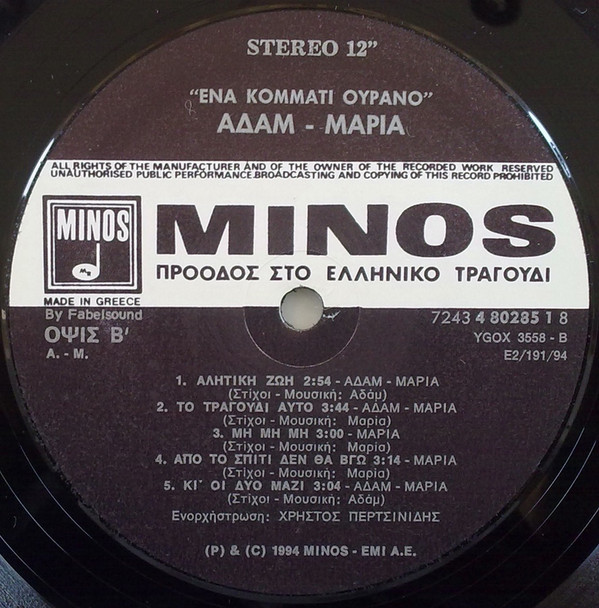 STEREO 12"
"ΕΝΑ ΚΟΜΜΑΤΙ ΟΥΡΑΝΟ"
ΑΔΑΜ - ΜΑΡΙΑ
ALL RIGHTS OF THE MANUFACTURER AND OF THE OWNER OF THE RECORDED WORK RESERVED
UNAUTHORISED PUBLIC PERFORMANCE.BROADCASTING AND COPYING OF THIS RECORD PROHIBITED
MINOS
MINOS
ΠΡΟΟΔΟΣ ΣΤΟ ΕΛΛΗΝΙΚΟ ΤΡΑΓΟΥΔΙ
MADE IN GREECE
By Fabelsound
7243 4 80285 1 8
ΟΨΙΣ Β'
YGOX 3558 - B
Α. - Μ.
E2/191/94
1. ΑΛΗΤΙΚΗ ΖΩΗ 2:54 - ΑΔΑΜ - ΜΑΡΙΑ
(Στίχοι - Μουσική: Αδάμ)
2. ΤΟ ΤΡΑΓΟΥΔΙ ΑΥΤΟ 3:44 - ΑΔΑΜ - ΜΑΡΙΑ
(Στίχοι - Μουσική: Μαρία)
3. ΜΗ ΜΗ ΜΗ 3:00 - ΜΑΡΙΑ
(Στίχοι - Μουσική: Μαρία)
4. ΑΠΟ ΤΟ ΣΠΙΤΙ ΔΕΝ ΘΑ ΒΓΩ 3:14 - ΜΑΡΙΑ
(Στίχοι - Μουσική: Μαρία)
5. ΚΙ' ΟΙ ΔΥΟ ΜΑΖΙ 3:04 - ΑΔΑΜ - ΜΑΡΙΑ
(Στίχοι - Μουσική: Αδάμ)
Ενορχήστρωση: ΧΡΗΣΤΟΣ ΠΕΡΤΣΙΝΙΔΗΣ
(P) & (C) 1994 MINOS - EMI A.E.